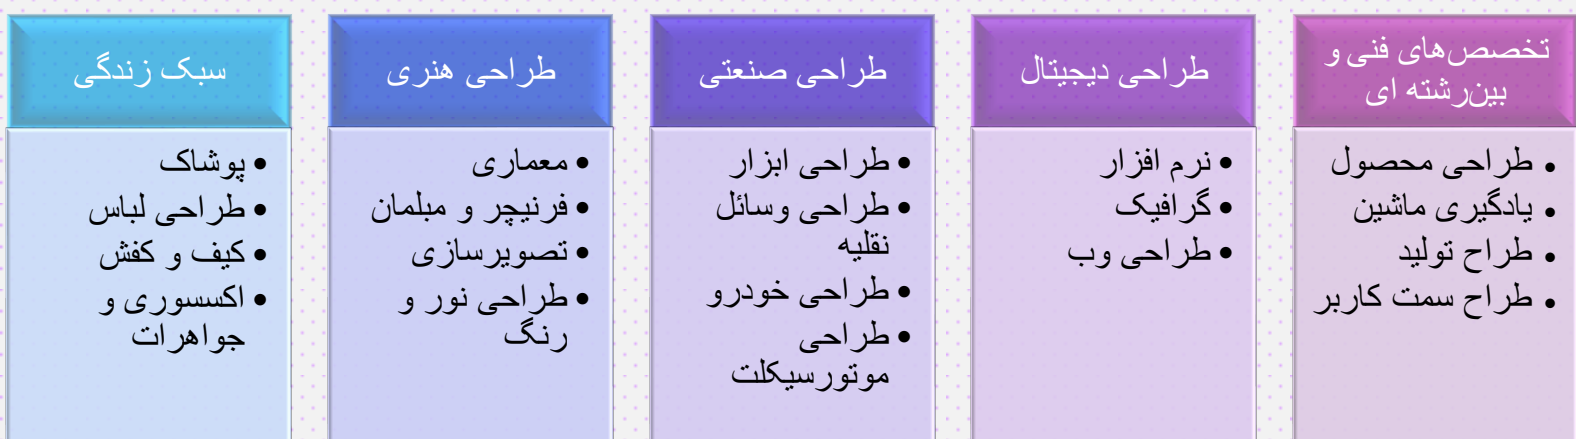 تخصص‌های فنی و
بین‌رشته ای
• طراحی محصول
• یادگیری ماشین
• طراح تولید
• طراح سمت کاربر
طراحی دیجیتال
• نرم افزار
• گرافیک
• طراحی وب
طراحی صنعتی
• طراحی ابزار
• طراحی وسائل
نقلیه
• طراحی خودرو
• طراحی
موتورسیکلت
طراحی هنری
• معماری
• فرنیچر و مبلمان
• تصویرسازی
• طراحی نور و
رنگ
سبک زندگی
• پوشاک
• طراحی لباس
• کیف و کفش
• اکسسوری و
جواهرات